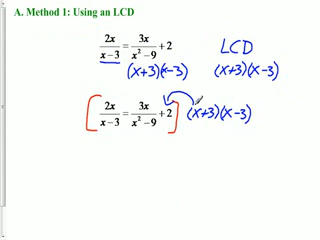 A. Method 1: Using an LCD
2x/(x-3) = 3x/(x²-9) + 2 LCD
(x+3)(x-3) (x+3)(x-3)
[2x/(x-3) = 3x/(x²-9) + 2] (x+3)(x-3)